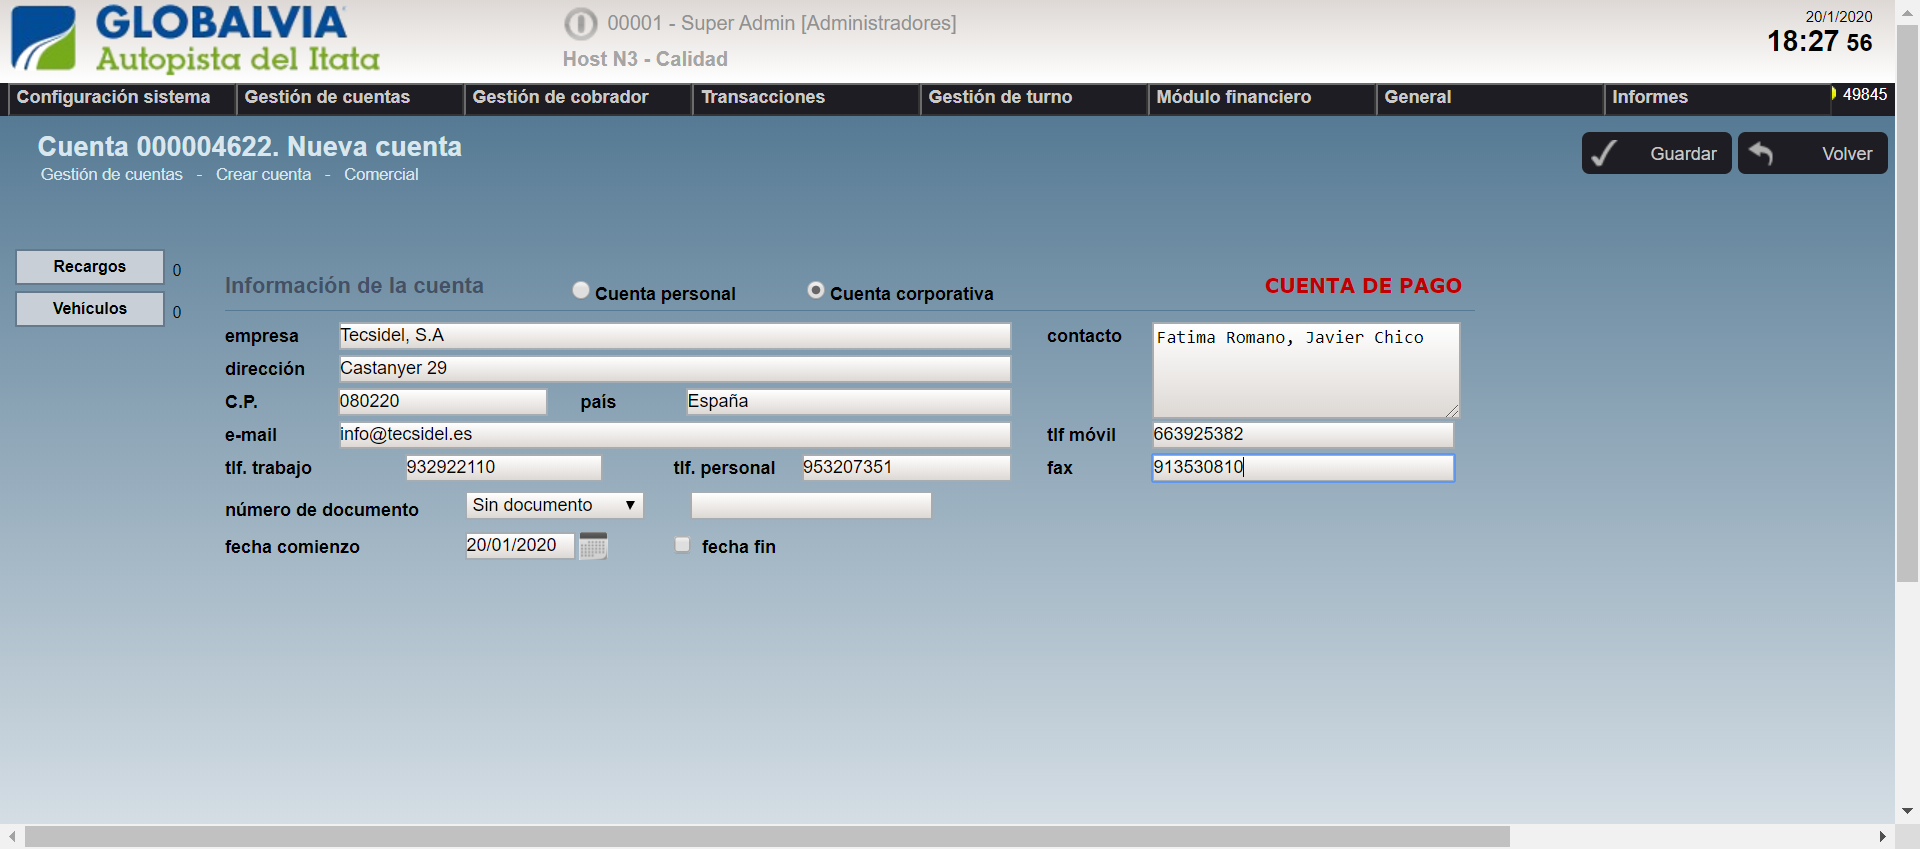 GLOBALVIA
Autopista del Itata
00001 - Super Admin [Administradores]
Host N3 - Calidad
20/1/2020
18:27 56
Configuración sistema Gestión de cuentas Gestión de cobrador Transacciones Gestión de turno Módulo financiero General Informes 49845
Cuenta 000004622. Nueva cuenta
Gestión de cuentas - Crear cuenta - Comercial
Guardar Volver
Recargos 0
Vehículos 0
Información de la cuenta Cuenta personal Cuenta corporativa CUENTA DE PAGO
empresa Tecsidel, S.A contacto Fatima Romano, Javier Chico
dirección Castanyer 29
C.P. 080220 país España
e-mail info@tecsidel.es tlf móvil 663925382
tlf. trabajo 932922110 tlf. personal 953207351 fax 913530810
número de documento Sin documento
fecha comienzo 20/01/2020 fecha fin